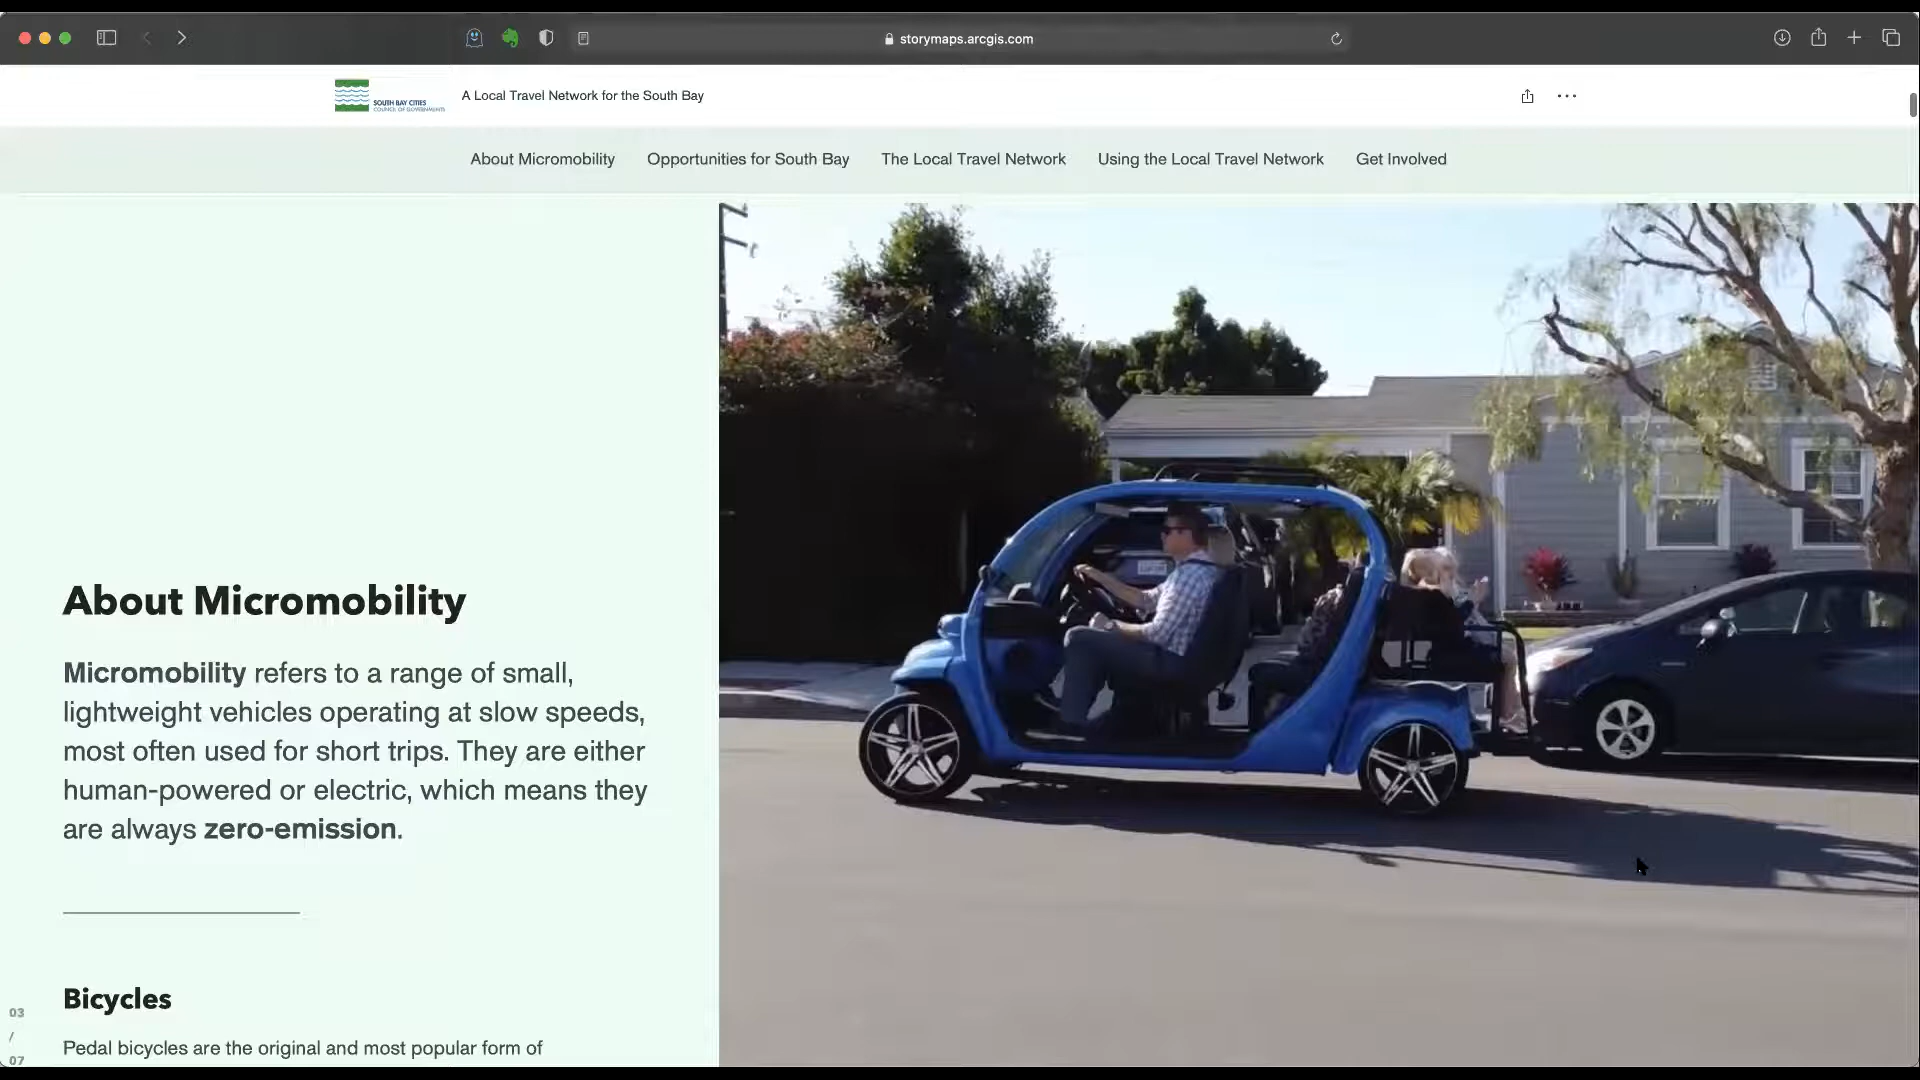 storymaps.arcgis.com
SOUTH BAY CITIES
COUNCIL OF GOVERNMENTS
A Local Travel Network for the South Bay
About Micromobility
Opportunities for South Bay
The Local Travel Network
Using the Local Travel Network
Get Involved
About Micromobility
Micromobility refers to a range of small,
lightweight vehicles operating at slow speeds,
most often used for short trips. They are either
human-powered or electric, which means they
are always zero-emission.
Bicycles
Pedal bicycles are the original and most popular form of
03
/
07